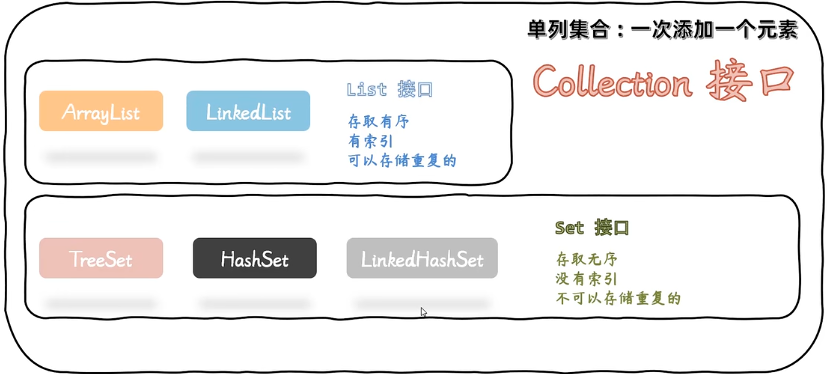 单列集合：一次添加一个元素
Collection 接口
ArrayList
LinkedList
List 接口
存取有序
有索引
可以存储重复的
TreeSet
HashSet
LinkedHashSet
Set 接口
存取无序
没有索引
不可以存储重复的